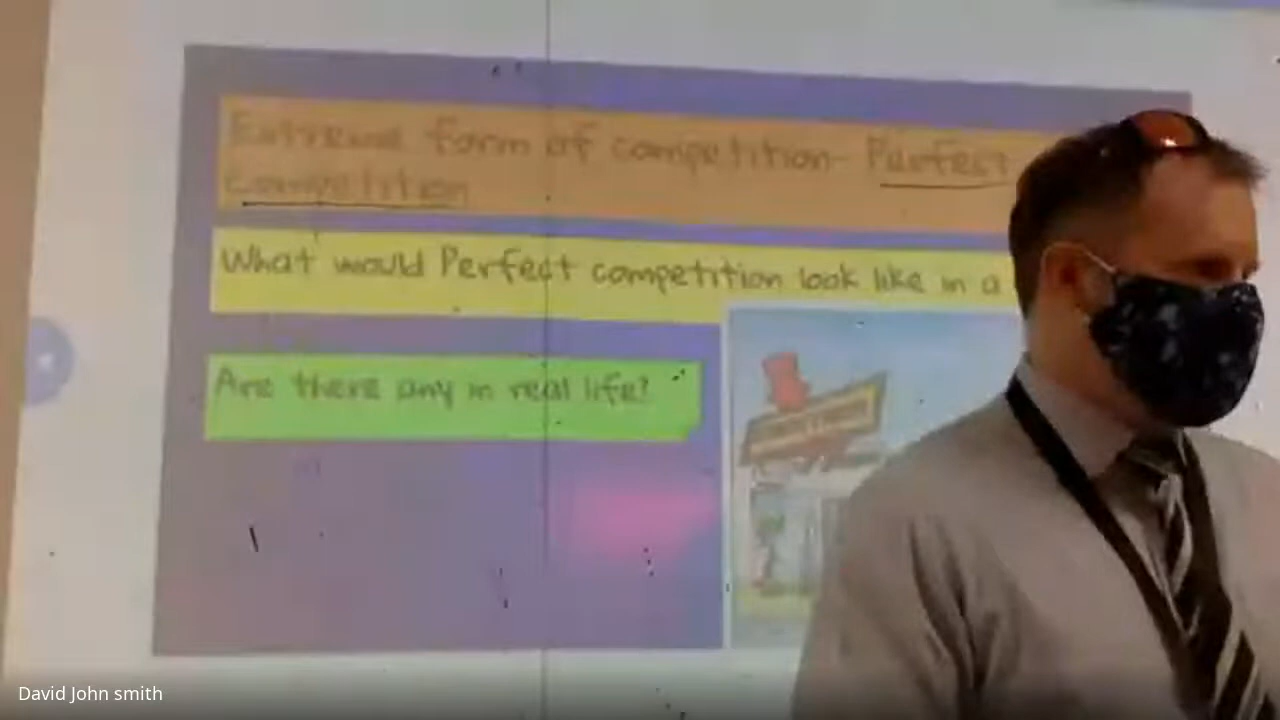 Extreme form of competition- Perfect
Competition
What would Perfect competition look like in a
Are there any in real life?
David John smith